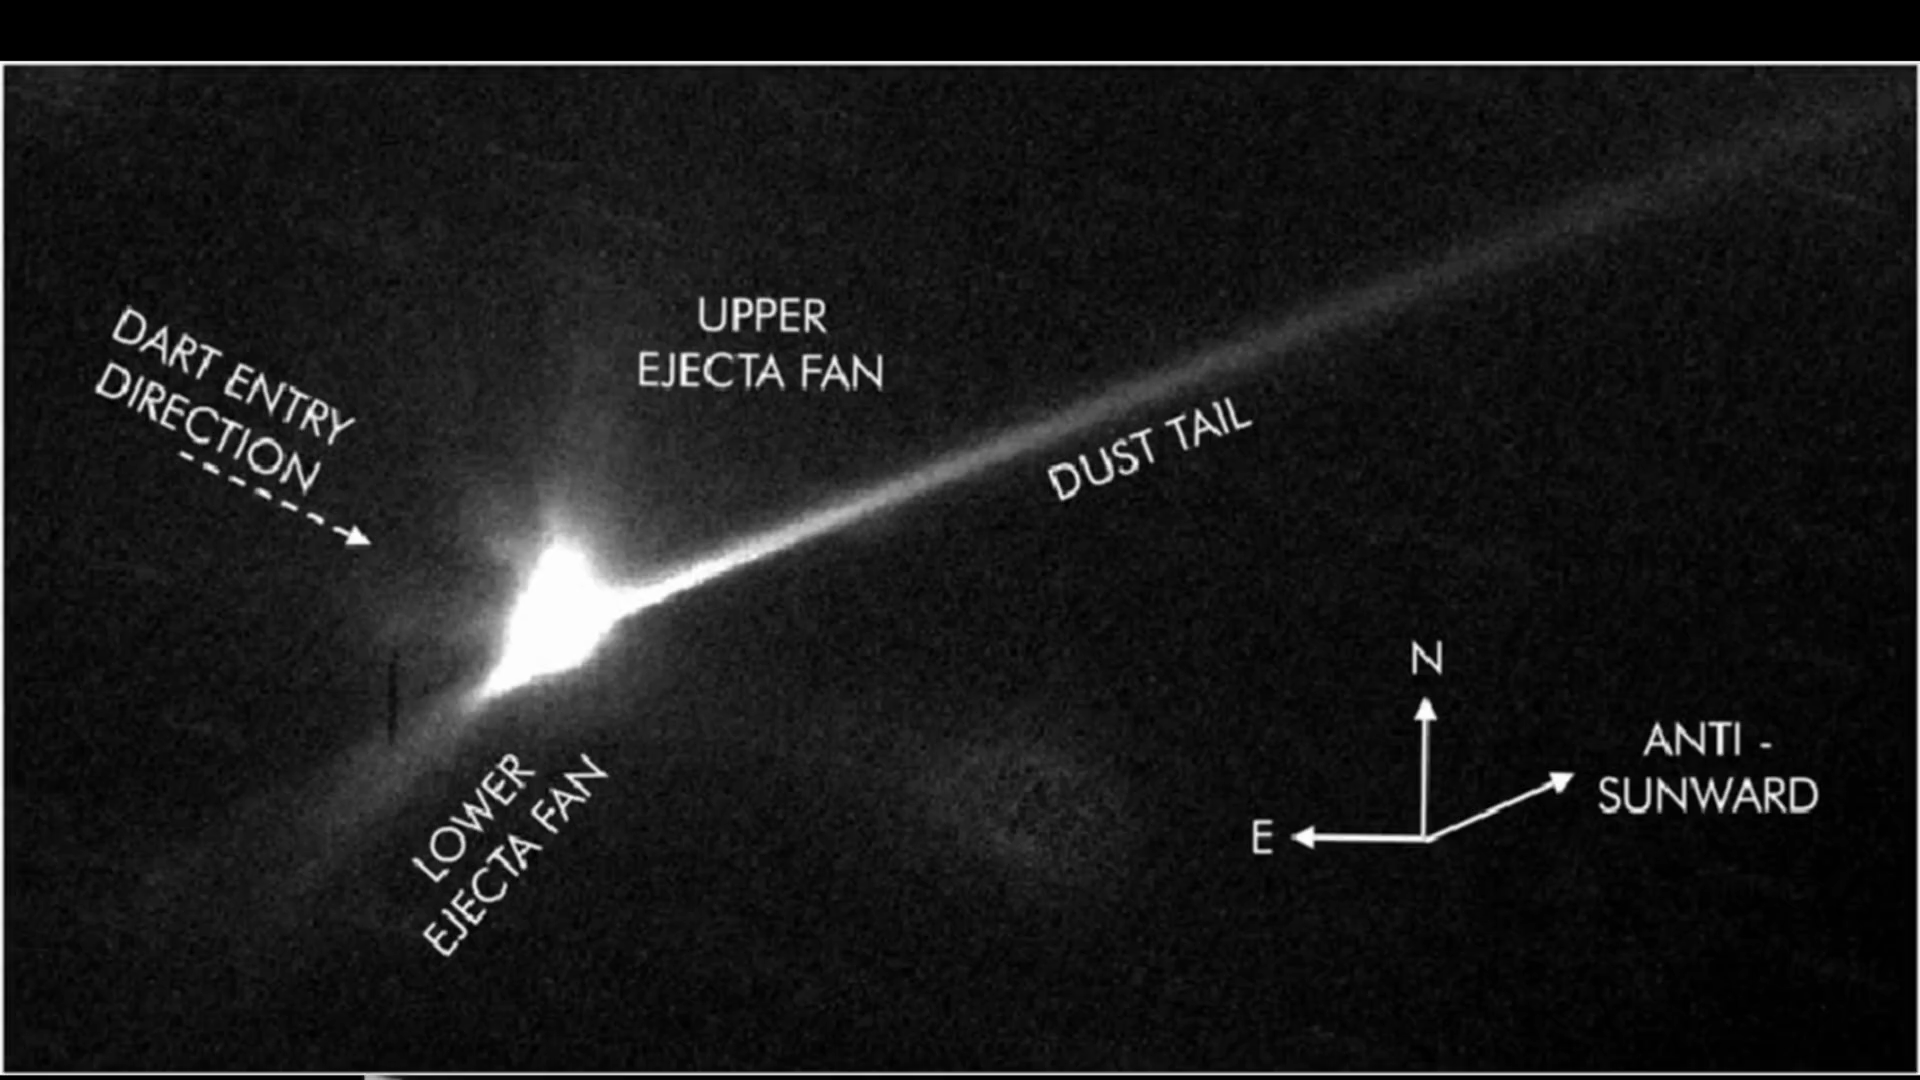 DART ENTRY
DIRECTION
UPPER
EJECTA FAN
DUST TAIL
LOWER
EJECTA FAN
N
E
ANTI -
SUNWARD